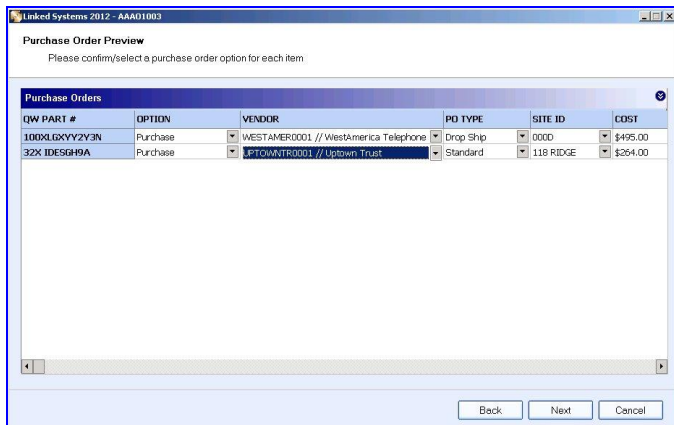 Linked Systems 2012 - AAAO1003
Purchase Order Preview
Please confirm/select a purchase order option for each item
Purchase Orders
QW PART # OPTION VENDOR PO TYPE SITE ID COST
100XLGXYY2Y3N Purchase WESTAMER0001 // WestAmerica Telephone Drop Ship 000D $495.00
32X IDESGH9A Purchase UPTOWNTR0001 // Uptown Trust Standard 118 RIDGE $264.00
Back Next Cancel